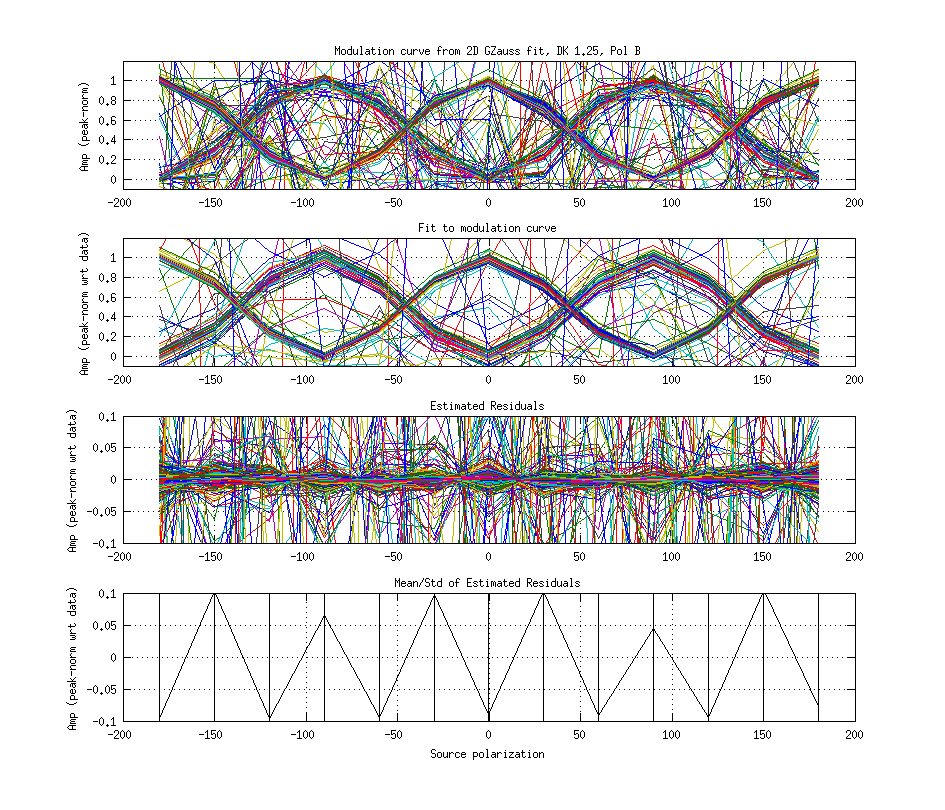 Modulation curve from 2D GZauss fit, DK 1.25, Pol B
Amp (peak-norm)
1
0.8
0.6
0.4
0.2
0
-200 -150 -100 -50 0 50 100 150 200
Fit to modulation curve
Amp (peak-norm wrt data)
1
0.8
0.6
0.4
0.2
0
-200 -150 -100 -50 0 50 100 150 200
Estimated Residuals
Amp (peak-norm wrt data)
0.1
0.05
0
-0.05
-0.1
-200 -150 -100 -50 0 50 100 150 200
Mean/Std of Estimated Residuals
Amp (peak-norm wrt data)
0.1
0.05
0
-0.05
-0.1
-200 -150 -100 -50 0 50 100 150 200
Source polarization